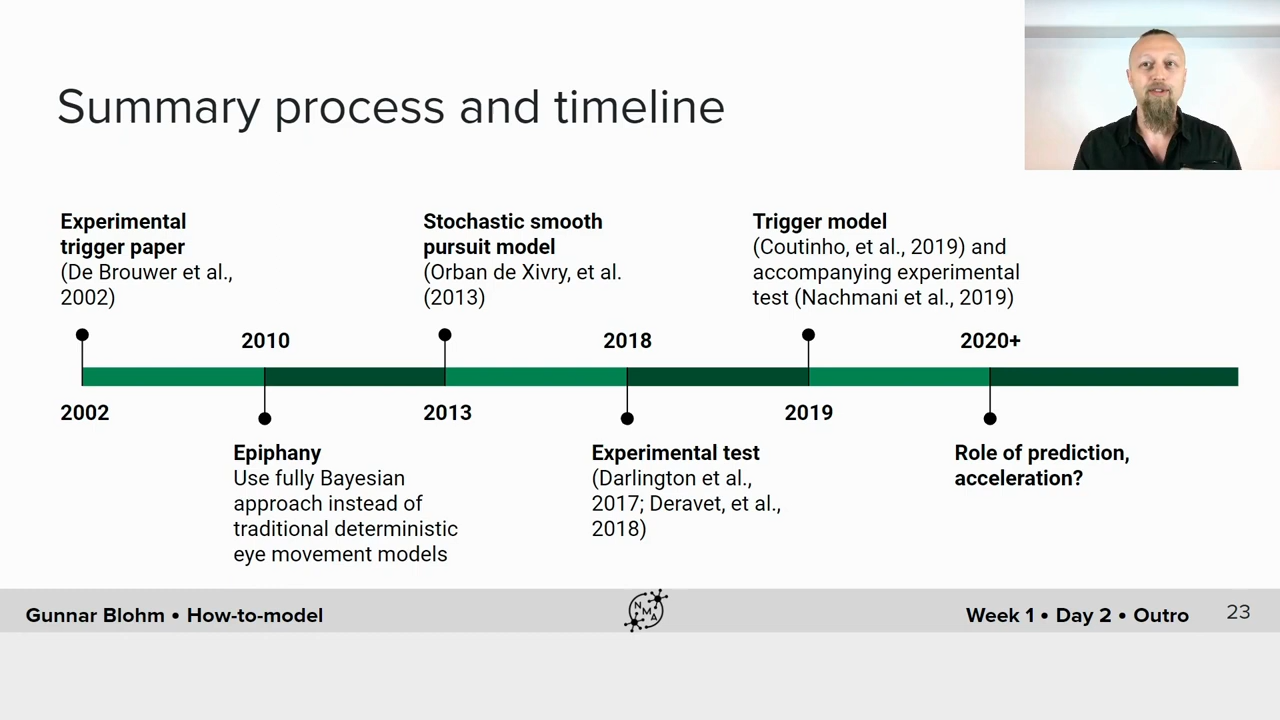 Summary process and timeline
Experimental
trigger paper
(De Brouwer et al.,
2002)
Stochastic smooth
pursuit model
(Orban de Xivry, et al.
(2013)
Trigger model
(Coutinho, et al., 2019) and
accompanying experimental
test (Nachmani et al., 2019)
2010
2018
2020+
2002
2013
2019
Epiphany
Use fully Bayesian
approach instead of
traditional deterministic
eye movement models
Experimental test
(Darlington et al.,
2017; Deravet, et al.,
2018)
Role of prediction,
acceleration?
Gunnar Blohm • How-to-model
NMA
Week 1 • Day 2 • Outro
23